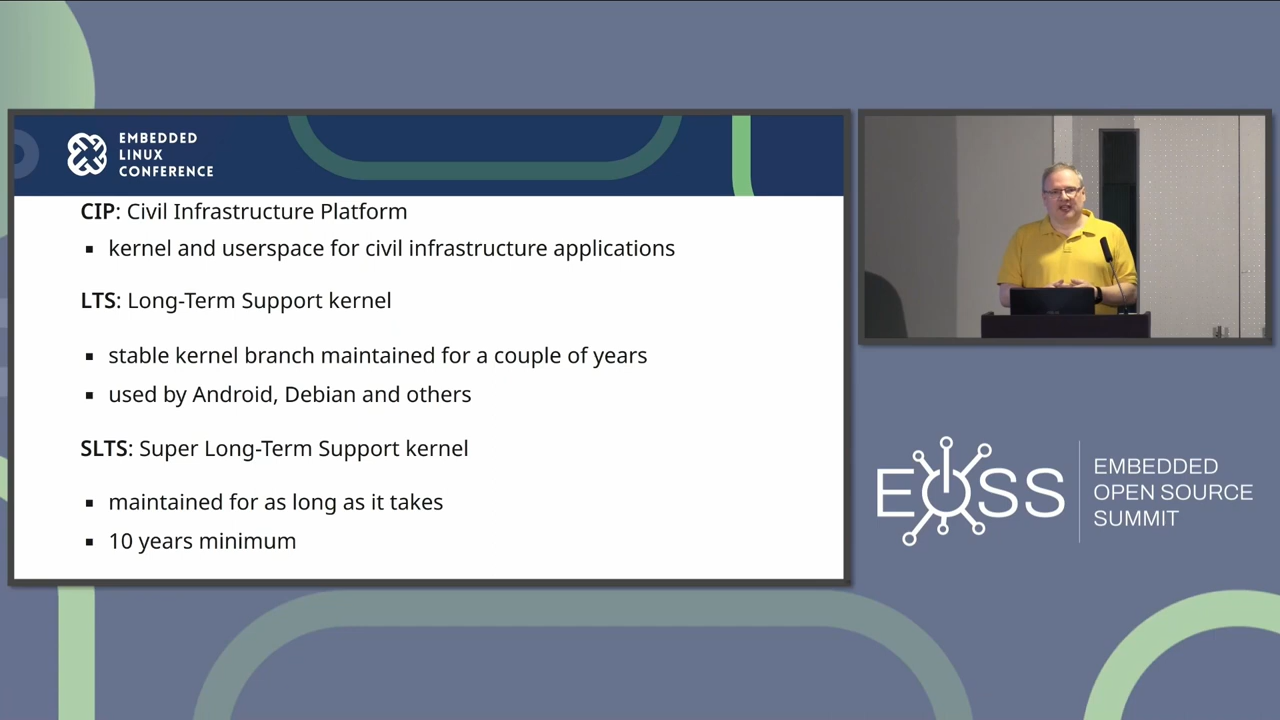 EMBEDDED
LINUX
CONFERENCE
CIP: Civil Infrastructure Platform
▪ kernel and userspace for civil infrastructure applications
LTS: Long-Term Support kernel
▪ stable kernel branch maintained for a couple of years
▪ used by Android, Debian and others
SLTS: Super Long-Term Support kernel
▪ maintained for as long as it takes
▪ 10 years minimum
EOSS
EMBEDDED
OPEN SOURCE
SUMMIT